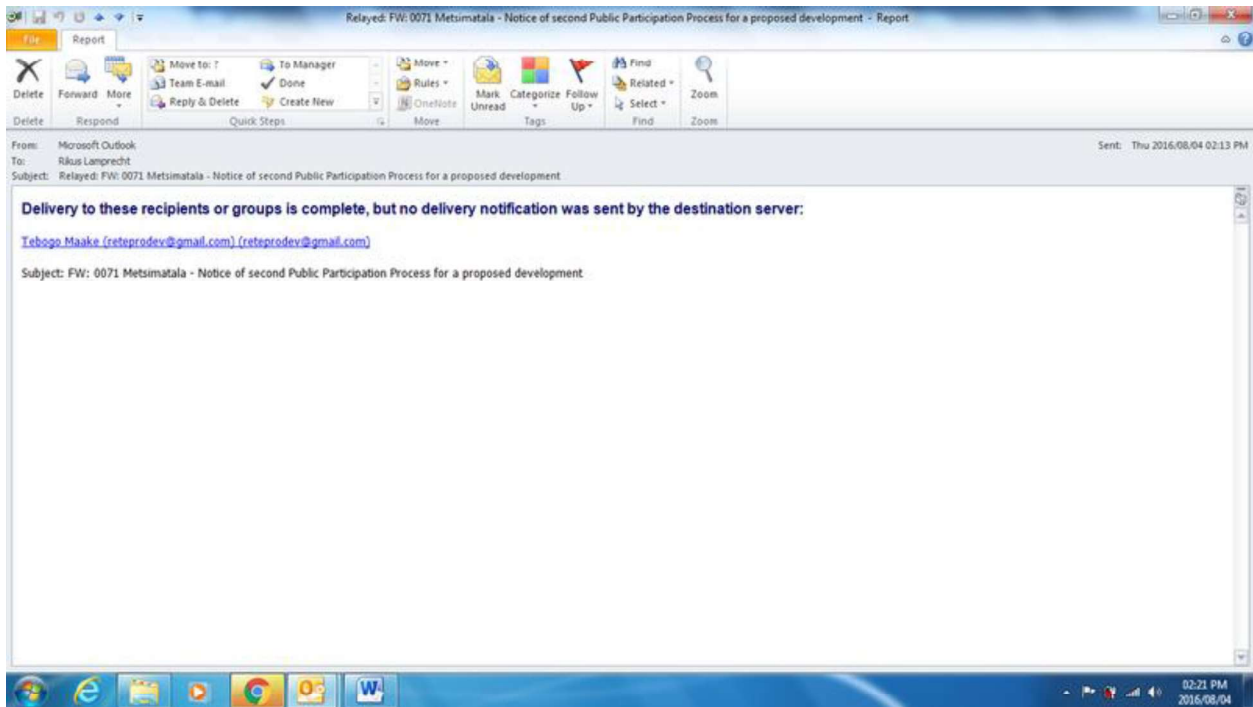 Relayed: FW: 0071 Metsimatala - Notice of second Public Participation Process for a proposed development - Report
File Report
Move to: ? To Manager Move Find
Team E-mail Done Rules Related
Delete Forward More Reply & Delete Create New OneNote Mark Unread Categorize Follow Up Select Zoom
Delete Respond Quick Steps Move Tags Find Zoom
From: Microsoft Outlook Sent: Thu 2016/08/04 02:13 PM
To: Rikus Lamprecht
Subject: Relayed: FW: 0071 Metsimatala - Notice of second Public Participation Process for a proposed development
Delivery to these recipients or groups is complete, but no delivery notification was sent by the destination server:
Tebogo Maake (reteprodev@gmail.com) (reteprodev@gmail.com)
Subject: FW: 0071 Metsimatala - Notice of second Public Participation Process for a proposed development
02:21 PM
2016/08/04